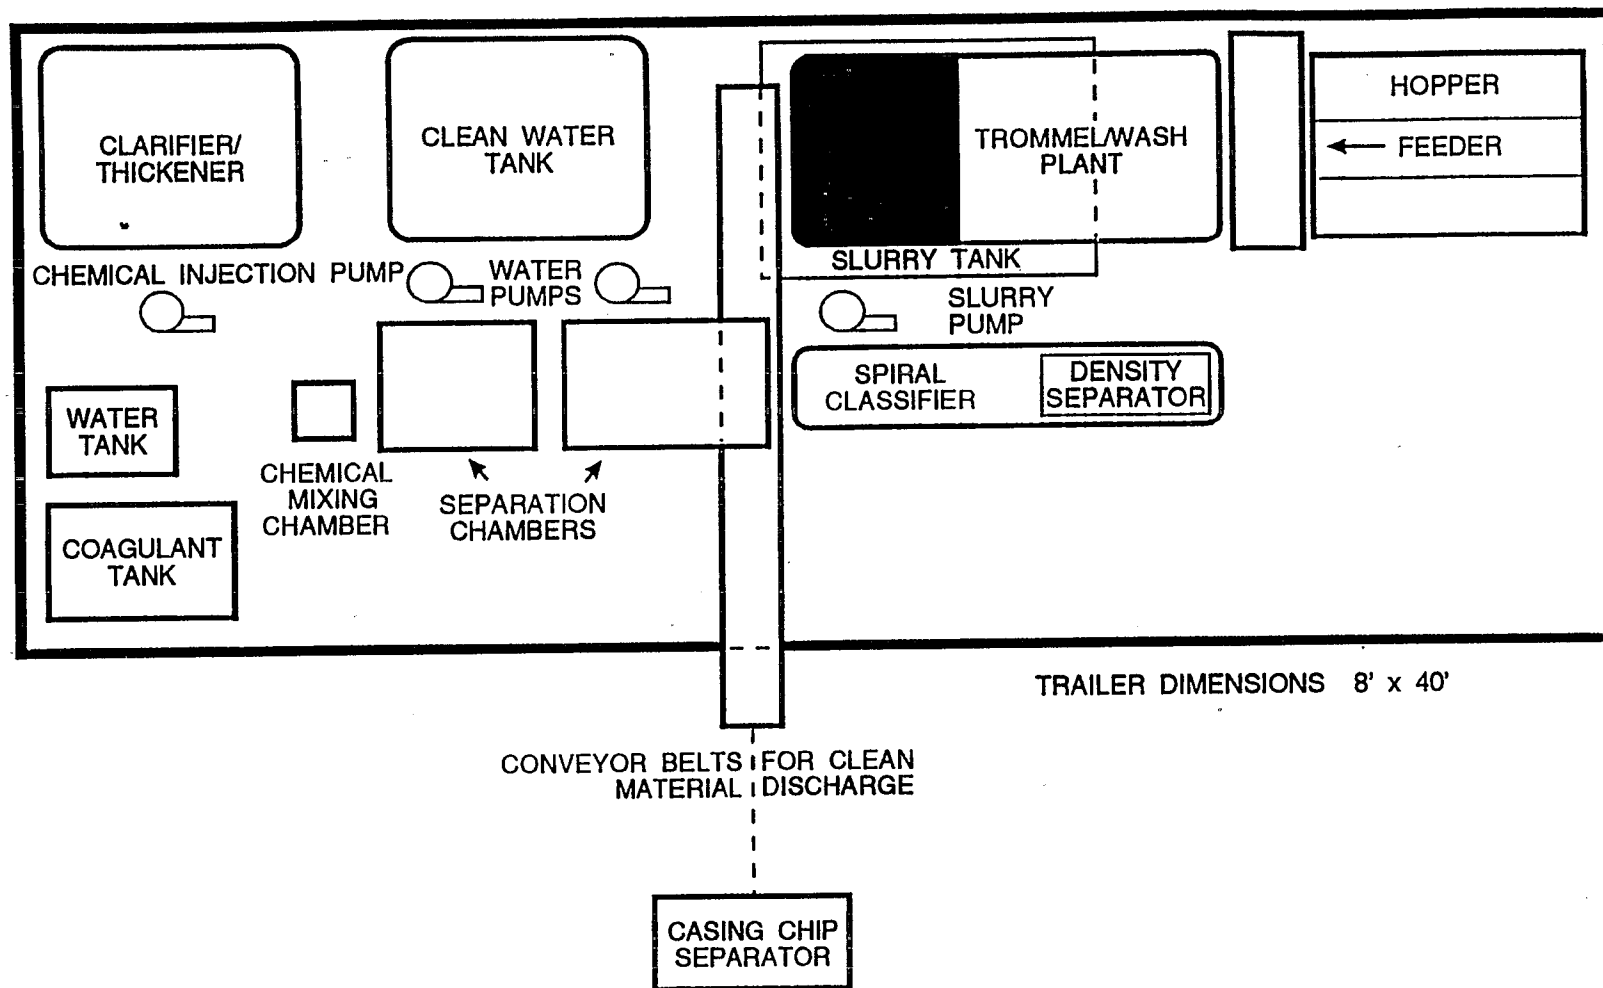 CLARIFIER/
THICKENER
CLEAN WATER
TANK
TROMMEL/WASH
PLANT
HOPPER
FEEDER
SLURRY TANK
CHEMICAL INJECTION PUMP
WATER
PUMPS
SLURRY
PUMP
SPIRAL
CLASSIFIER
DENSITY
SEPARATOR
WATER
TANK
CHEMICAL
MIXING
CHAMBER
SEPARATION
CHAMBERS
COAGULANT
TANK
TRAILER DIMENSIONS 8' x 40'
CONVEYOR BELTS FOR CLEAN
MATERIAL DISCHARGE
CASING CHIP
SEPARATOR